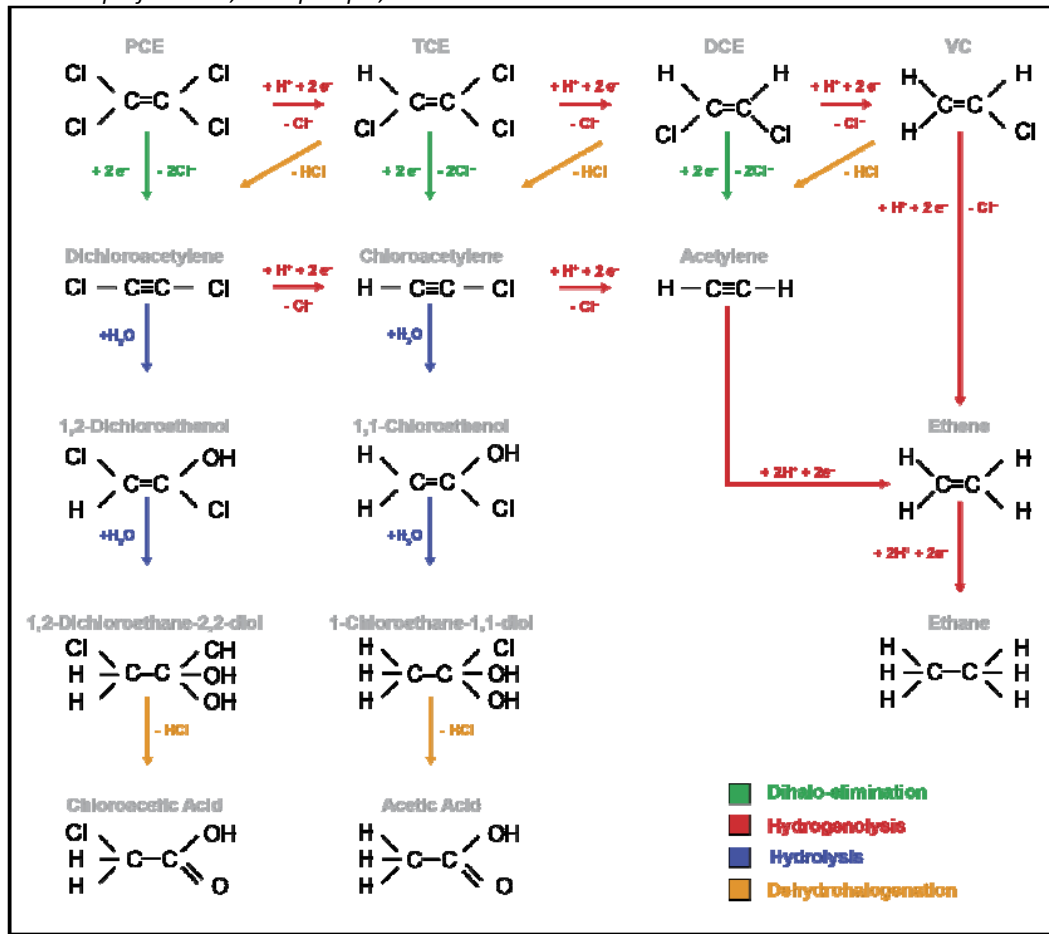 PCE TCE DCE VC
Cl Cl H Cl H H H H
C=C + H⁺ + 2 e⁻ C=C + H⁺ + 2 e⁻ C=C + H⁺ + 2 e⁻ C=C
- Cl⁻ - Cl⁻ - Cl⁻
Cl Cl Cl Cl Cl Cl H Cl
+ 2 e⁻ - 2Cl⁻ - HCl + 2 e⁻ - 2Cl⁻ - HCl + 2 e⁻ - 2Cl⁻ - HCl
+ H⁺ + 2 e⁻ - Cl⁻
Dichloroacetylene Chloroacetylene Acetylene
+ H⁺ + 2 e⁻ + H⁺ + 2 e⁻
Cl — C≡C — Cl H — C≡C — Cl H — C≡C — H
- Cl⁻ - Cl⁻
+H₂O +H₂O
1,2-Dichloroethenol 1,1-Chloroethenol Ethene
Cl OH H OH H H
C=C C=C + 2H⁺ + 2e⁻ C=C
H Cl H Cl H H
+H₂O +H₂O + 2H⁺ + 2e⁻
1,2-Dichloroethane-2,2-diol 1-Chloroethane-1,1-diol Ethane
Cl CH H Cl H H
H C–C OH H C–C OH H C–C H
H OH H OH H H
- HCl - HCl
Chloroacetic Acid Acetic Acid
Cl OH H OH
H C–C H C–C
H O H O
Dihalo-elimination
Hydrogenolysis
Hydrolysis
Dehydrohalogenation